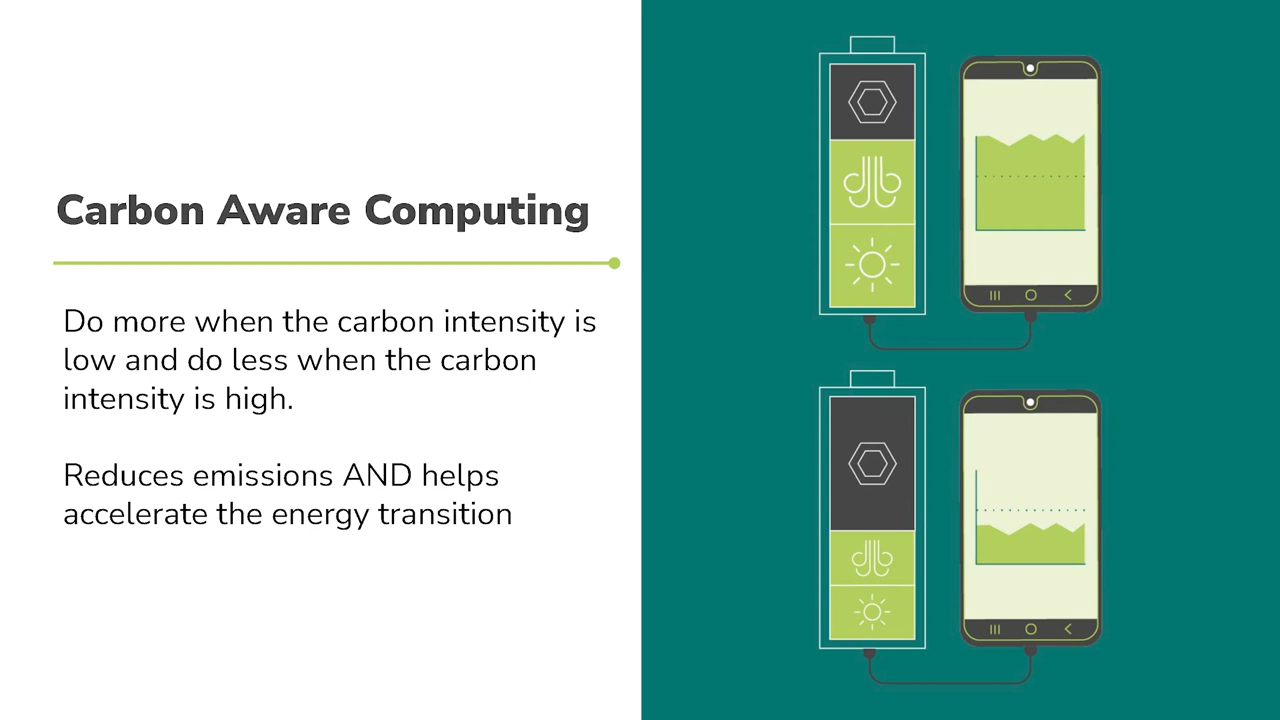 Carbon Aware Computing
Do more when the carbon intensity is
low and do less when the carbon
intensity is high.
Reduces emissions AND helps
accelerate the energy transition